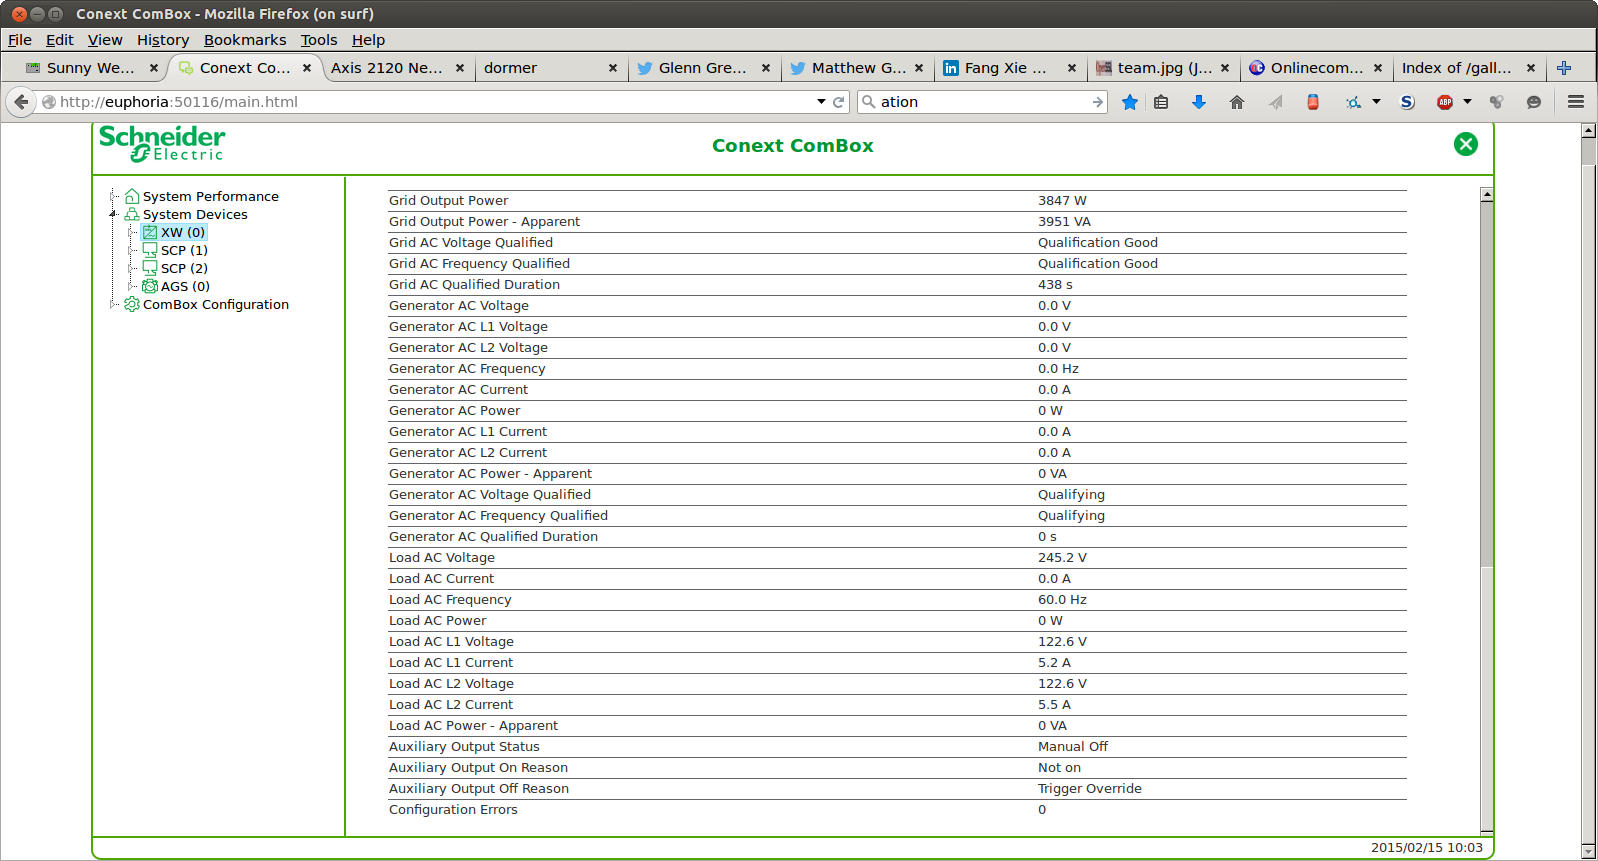 Conext ComBox - Mozilla Firefox (on surf)
File Edit View History Bookmarks Tools Help
Sunny We... Conext Co... Axis 2120 Ne... dormer Glenn Gre... Matthew G... Fang Xie ... team.jpg (J... Onlinecom... Index of /gall...
http://euphoria:50116/main.html ation
Schneider
Electric
Conext ComBox
System Performance
System Devices
XW (0)
SCP (1)
SCP (2)
AGS (0)
ComBox Configuration
Grid Output Power 3847 W
Grid Output Power - Apparent 3951 VA
Grid AC Voltage Qualified Qualification Good
Grid AC Frequency Qualified Qualification Good
Grid AC Qualified Duration 438 s
Generator AC Voltage 0.0 V
Generator AC L1 Voltage 0.0 V
Generator AC L2 Voltage 0.0 V
Generator AC Frequency 0.0 Hz
Generator AC Current 0.0 A
Generator AC Power 0 W
Generator AC L1 Current 0.0 A
Generator AC L2 Current 0.0 A
Generator AC Power - Apparent 0 VA
Generator AC Voltage Qualified Qualifying
Generator AC Frequency Qualified Qualifying
Generator AC Qualified Duration 0 s
Load AC Voltage 245.2 V
Load AC Current 0.0 A
Load AC Frequency 60.0 Hz
Load AC Power 0 W
Load AC L1 Voltage 122.6 V
Load AC L1 Current 5.2 A
Load AC L2 Voltage 122.6 V
Load AC L2 Current 5.5 A
Load AC Power - Apparent 0 VA
Auxiliary Output Status Manual Off
Auxiliary Output On Reason Not on
Auxiliary Output Off Reason Trigger Override
Configuration Errors 0
2015/02/15 10:03